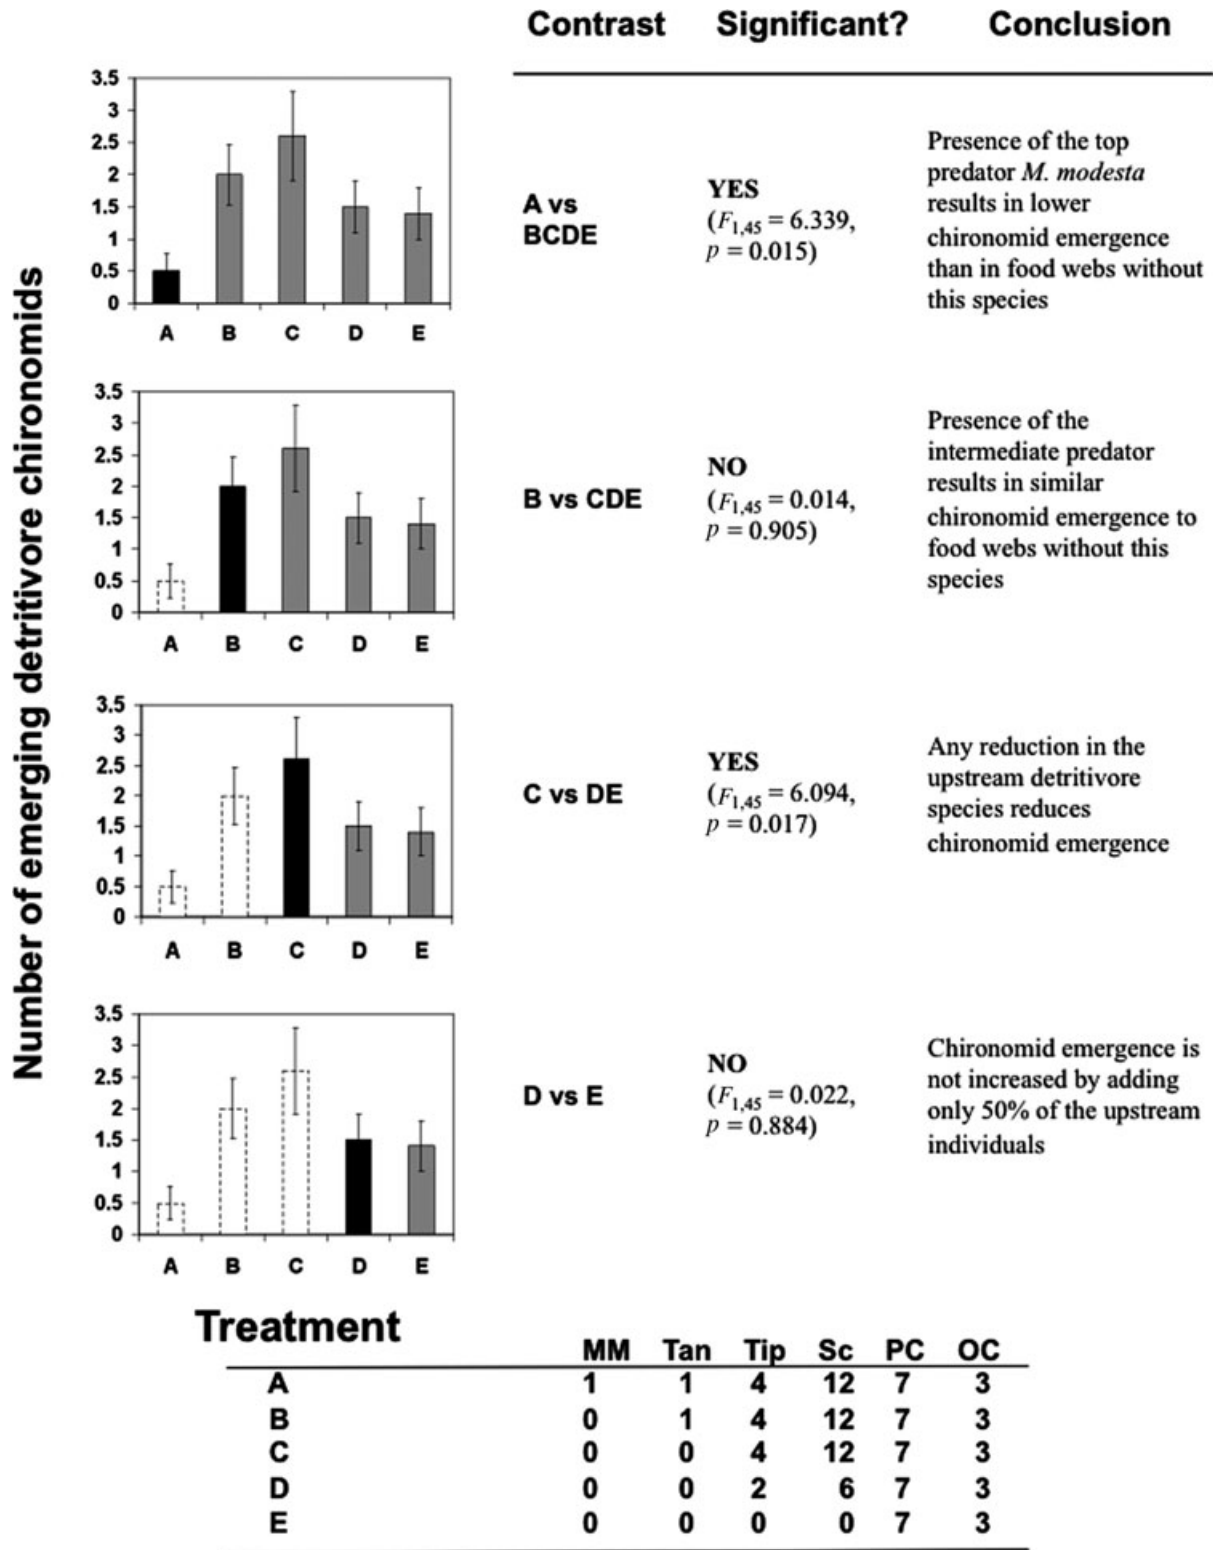 Contrast Significant? Conclusion
Number of emerging detritivore chironomids
3.5
3
2.5
2
1.5
1
0.5
0
A B C D E
A vs
BCDE
YES
(F1,45 = 6.339,
p = 0.015)
Presence of the top
predator M. modesta
results in lower
chironomid emergence
than in food webs without
this species
3.5
3
2.5
2
1.5
1
0.5
0
A B C D E
B vs CDE
NO
(F1,45 = 0.014,
p = 0.905)
Presence of the
intermediate predator
results in similar
chironomid emergence to
food webs without this
species
3.5
3
2.5
2
1.5
1
0.5
0
A B C D E
C vs DE
YES
(F1,45 = 6.094,
p = 0.017)
Any reduction in the
upstream detritivore
species reduces
chironomid emergence
3.5
3
2.5
2
1.5
1
0.5
0
A B C D E
D vs E
NO
(F1,45 = 0.022,
p = 0.884)
Chironomid emergence is
not increased by adding
only 50% of the upstream
individuals
Treatment
MM Tan Tip Sc PC OC
A 1 1 4 12 7 3
B 0 1 4 12 7 3
C 0 0 4 12 7 3
D 0 0 2 6 7 3
E 0 0 0 0 7 3